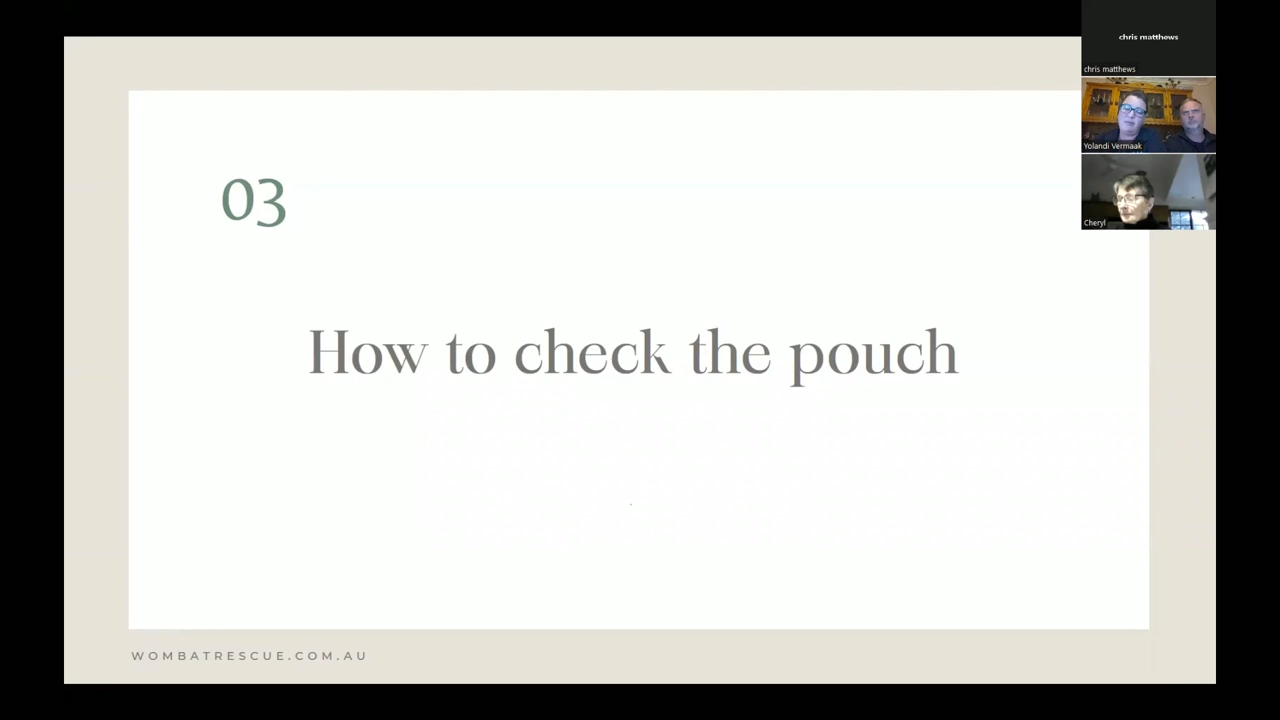 chris matthews
chris matthews
Yolandi Vermaak
Cheryl
03
How to check the pouch
WOMBATRESCUE.COM.AU